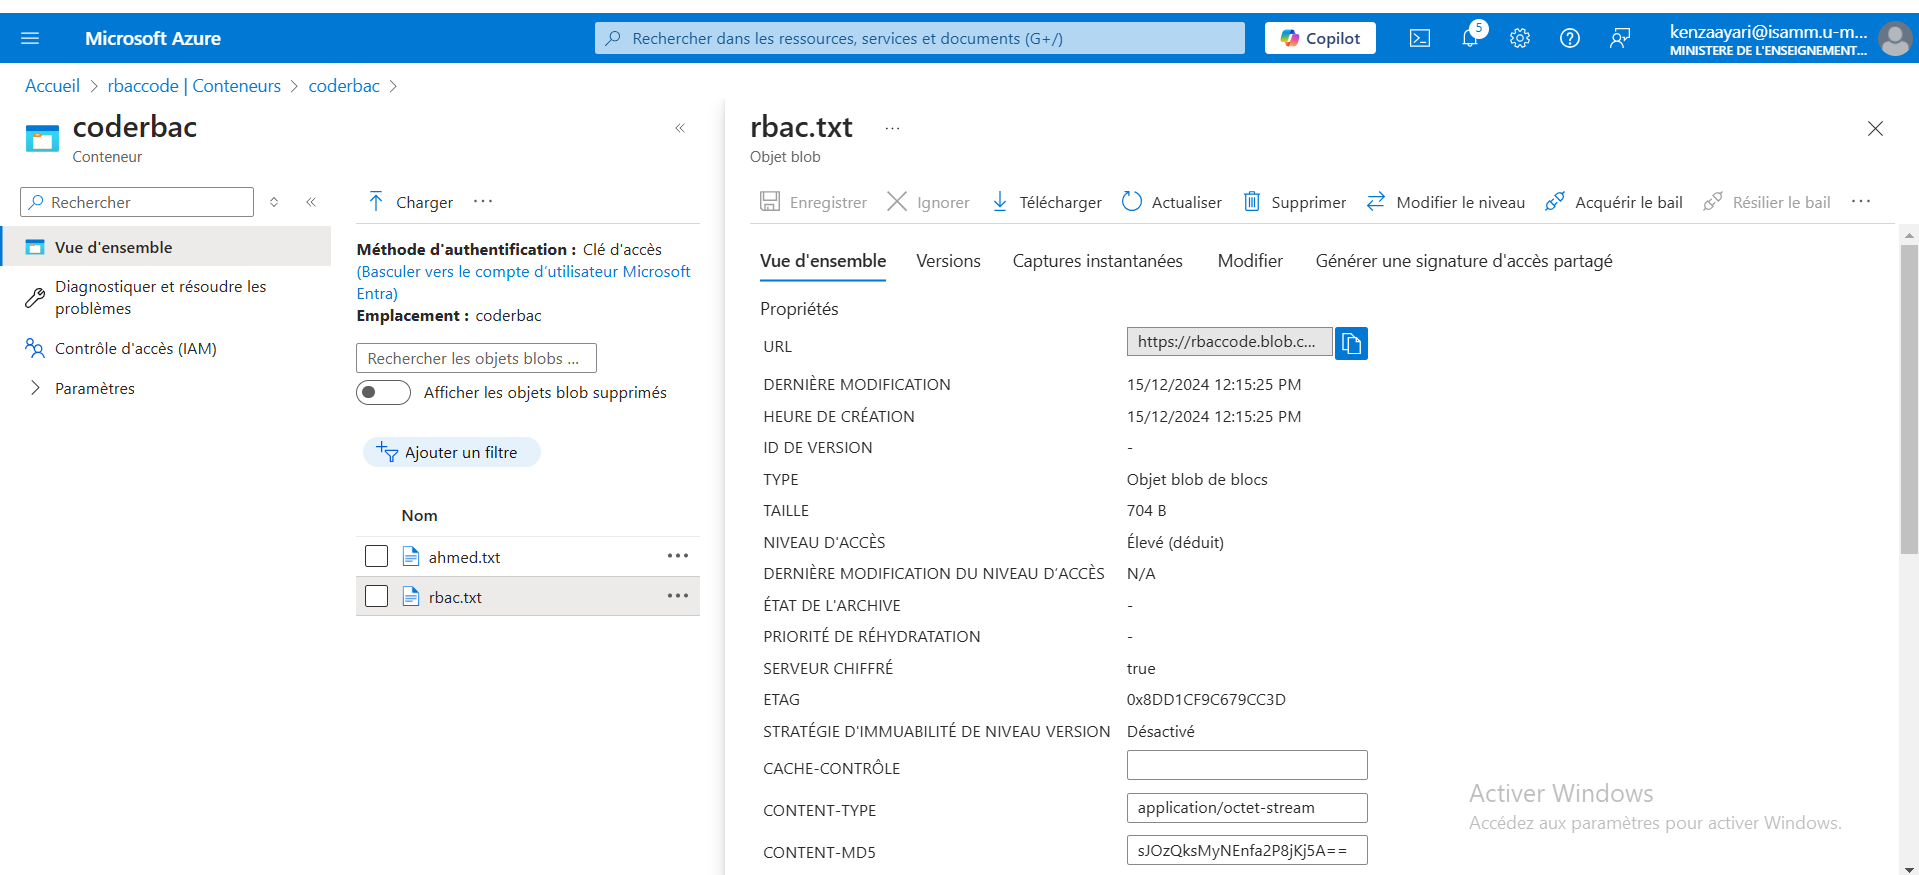 Microsoft Azure
Rechercher dans les ressources, services et documents (G+/)
Copilot
5
kenzaayari@isamm.u-m...
MINISTERE DE L'ENSEIGNEMENT...
Accueil > rbaccode | Conteneurs > coderbac >
coderbac
Conteneur
Rechercher
Vue d'ensemble
Diagnostiquer et résoudre les
problèmes
Contrôle d'accès (IAM)
Paramètres
Charger
Méthode d'authentification : Clé d'accès
(Basculer vers le compte d'utilisateur Microsoft
Entra)
Emplacement : coderbac
Rechercher les objets blobs ...
Afficher les objets blob supprimés
Ajouter un filtre
Nom
ahmed.txt
rbac.txt
rbac.txt
Objet blob
Enregistrer Ignorer Télécharger Actualiser Supprimer Modifier le niveau Acquérir le bail Résilier le bail
Vue d'ensemble Versions Captures instantanées Modifier Générer une signature d'accès partagé
Propriétés
URL https://rbaccode.blob.c...
DERNIÈRE MODIFICATION 15/12/2024 12:15:25 PM
HEURE DE CRÉATION 15/12/2024 12:15:25 PM
ID DE VERSION -
TYPE Objet blob de blocs
TAILLE 704 B
NIVEAU D'ACCÈS Élevé (déduit)
DERNIÈRE MODIFICATION DU NIVEAU D'ACCÈS N/A
ÉTAT DE L'ARCHIVE -
PRIORITÉ DE RÉHYDRATATION -
SERVEUR CHIFFRÉ true
ETAG 0x8DD1CF9C679CC3D
STRATÉGIE D'IMMUABILITÉ DE NIVEAU VERSION Désactivé
CACHE-CONTRÔLE
CONTENT-TYPE application/octet-stream
CONTENT-MD5 sJOzQksMyNEnfa2P8jKj5A==
Activer Windows
Accédez aux paramètres pour activer Windows.